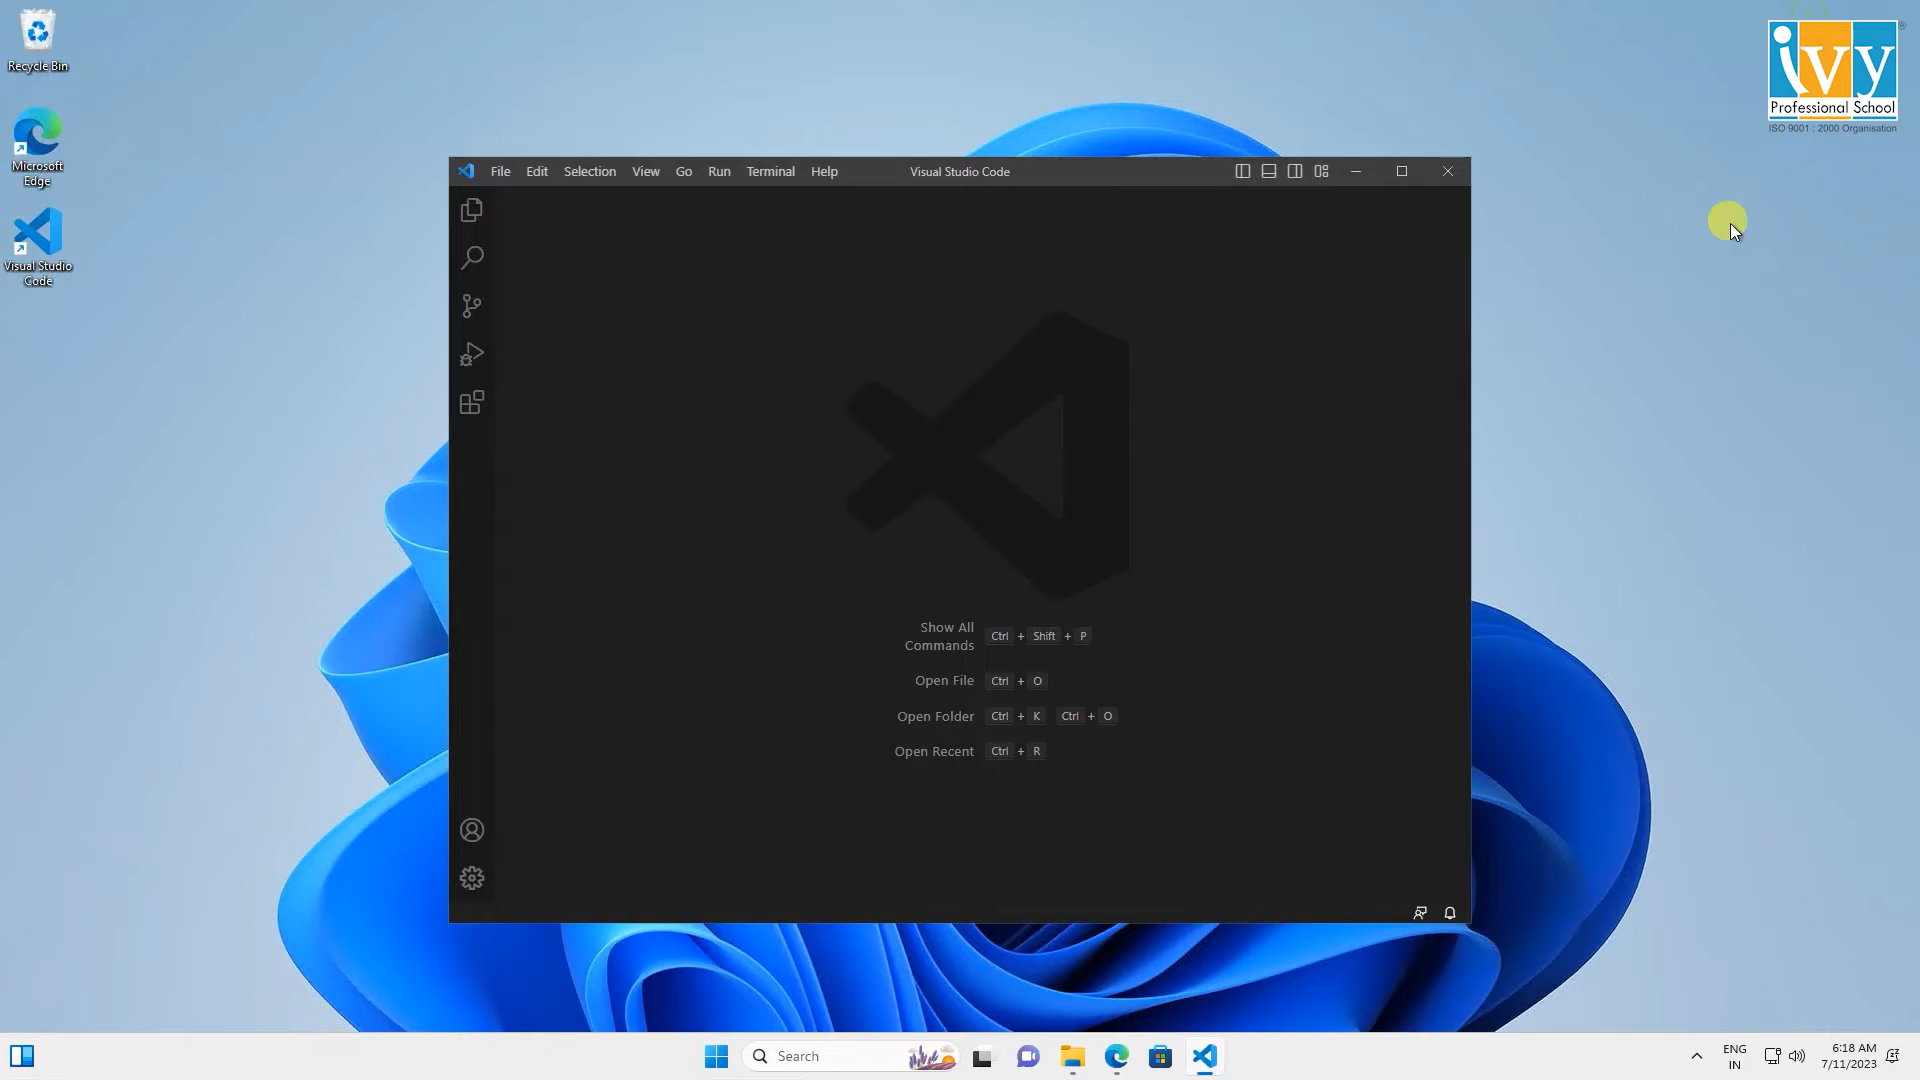 Recycle Bin
Microsoft
Edge
Visual Studio
Code
ivy
Professional School
ISO 9001 : 2000 Organisation
®
File Edit Selection View Go Run Terminal Help
Visual Studio Code
Show All
Commands
Ctrl + Shift + P
Open File Ctrl + O
Open Folder Ctrl + K Ctrl + O
Open Recent Ctrl + R
Search
ENG
IN
6:18 AM
7/11/2023